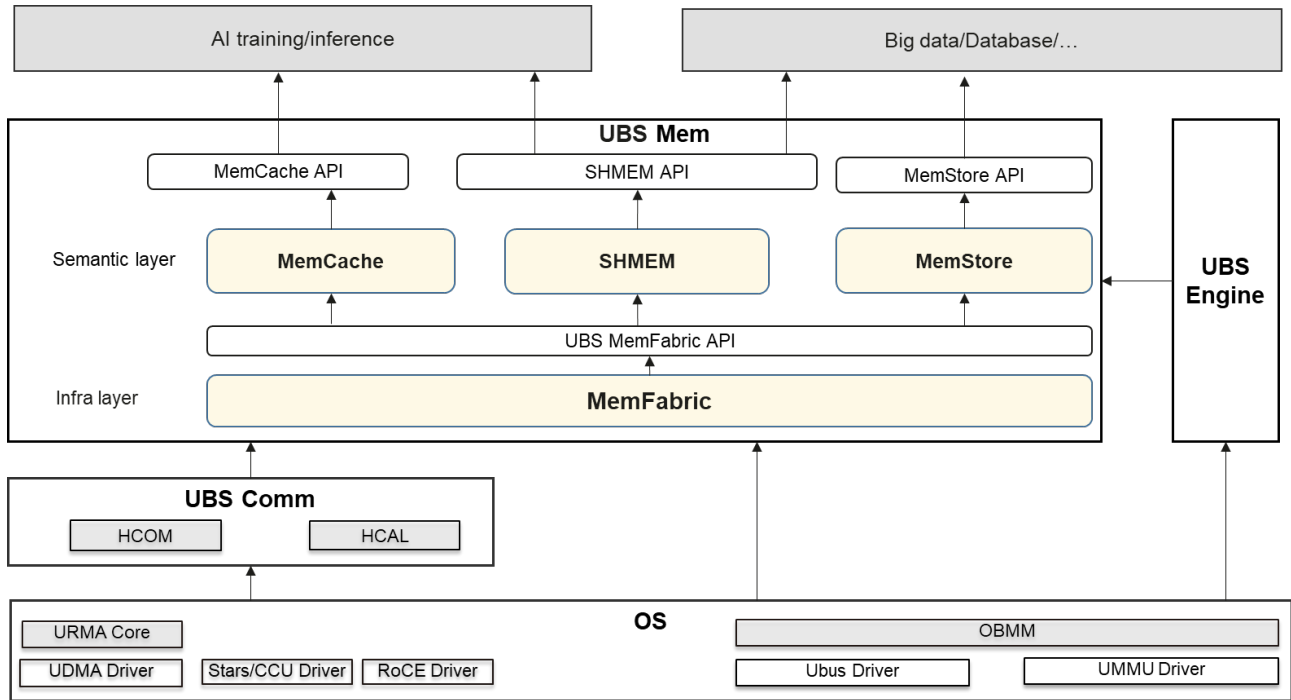 AI training/inference
Big data/Database/…
UBS Mem
MemCache API
SHMEM API
MemStore API
Semantic layer
MemCache
SHMEM
MemStore
UBS
Engine
UBS MemFabric API
Infra layer
MemFabric
UBS Comm
HCOM
HCAL
OS
URMA Core
OBMM
UDMA Driver
Stars/CCU Driver
RoCE Driver
Ubus Driver
UMMU Driver